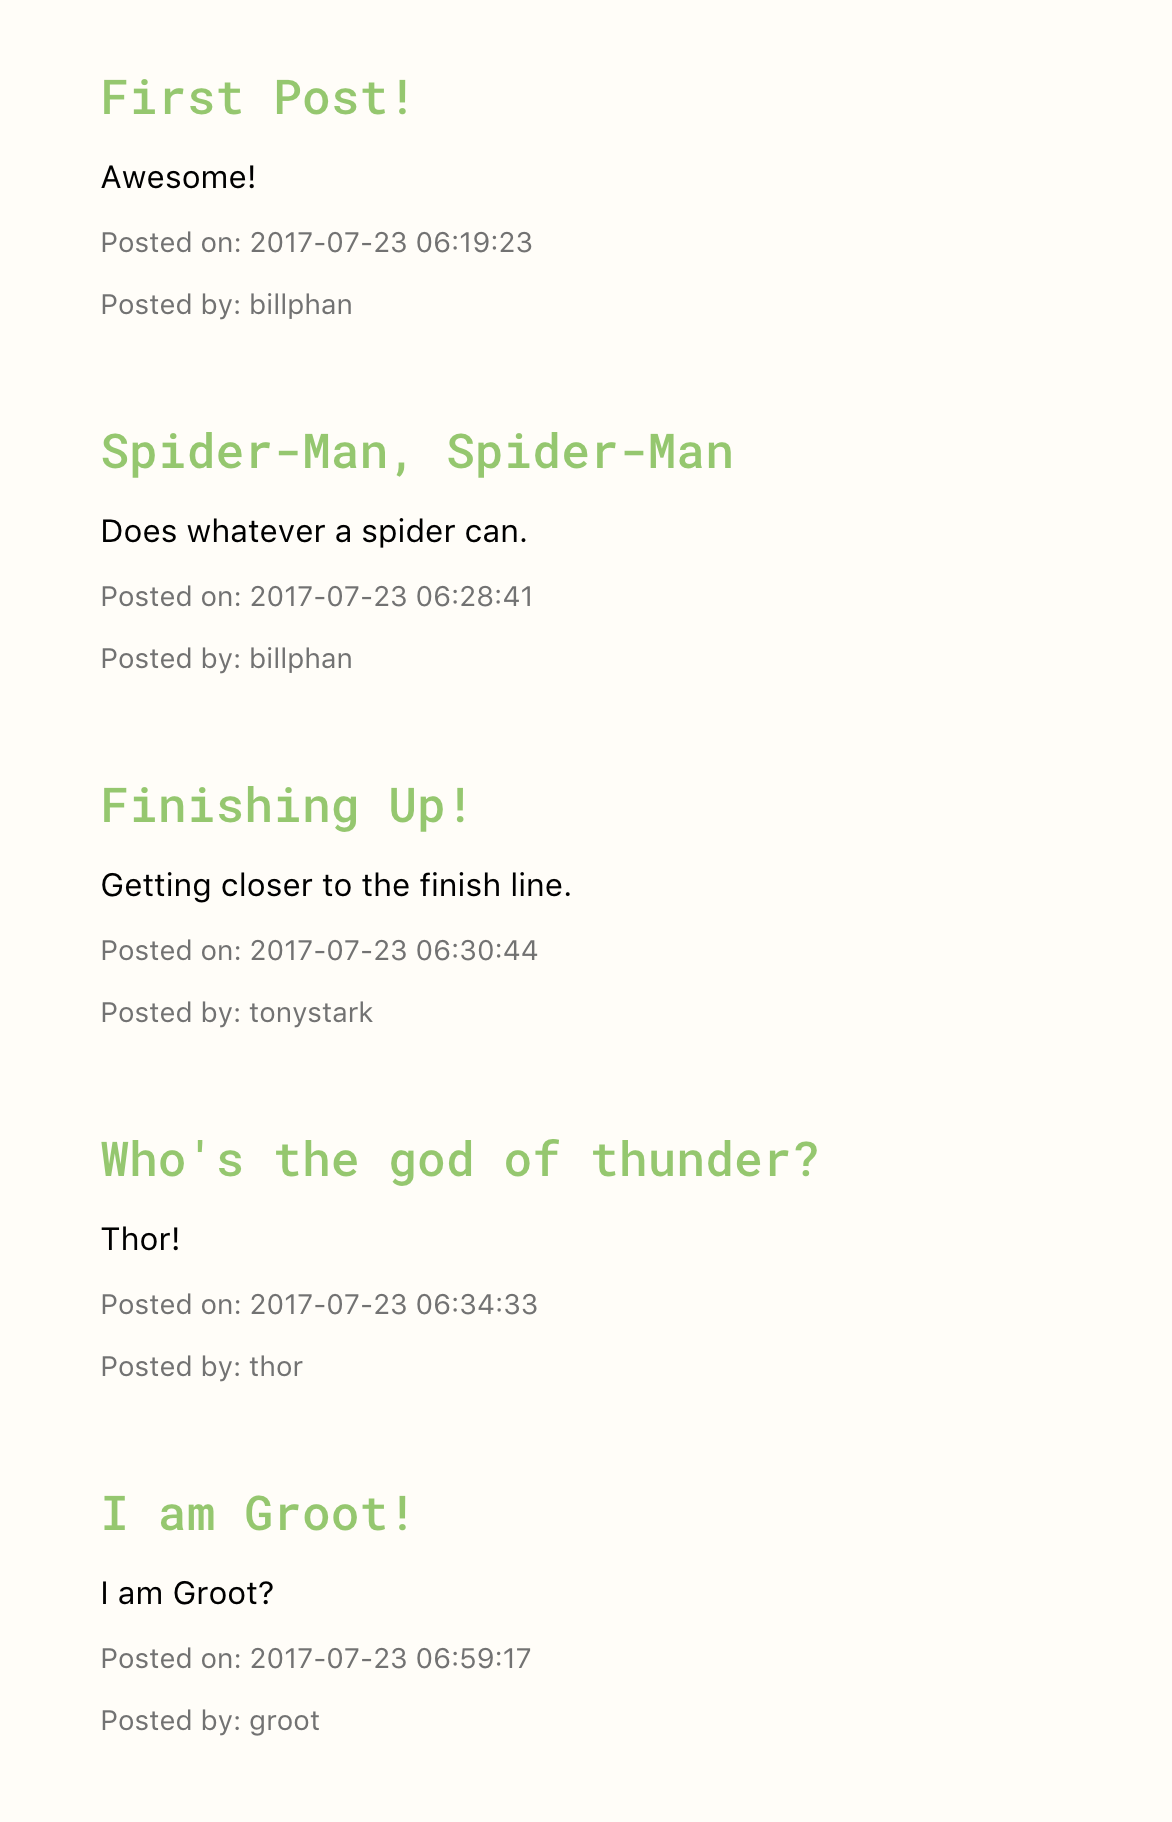 First Post!
Awesome!
Posted on: 2017-07-23 06:19:23
Posted by: billphan
Spider-Man, Spider-Man
Does whatever a spider can.
Posted on: 2017-07-23 06:28:41
Posted by: billphan
Finishing Up!
Getting closer to the finish line.
Posted on: 2017-07-23 06:30:44
Posted by: tonystark
Who's the god of thunder?
Thor!
Posted on: 2017-07-23 06:34:33
Posted by: thor
I am Groot!
I am Groot?
Posted on: 2017-07-23 06:59:17
Posted by: groot